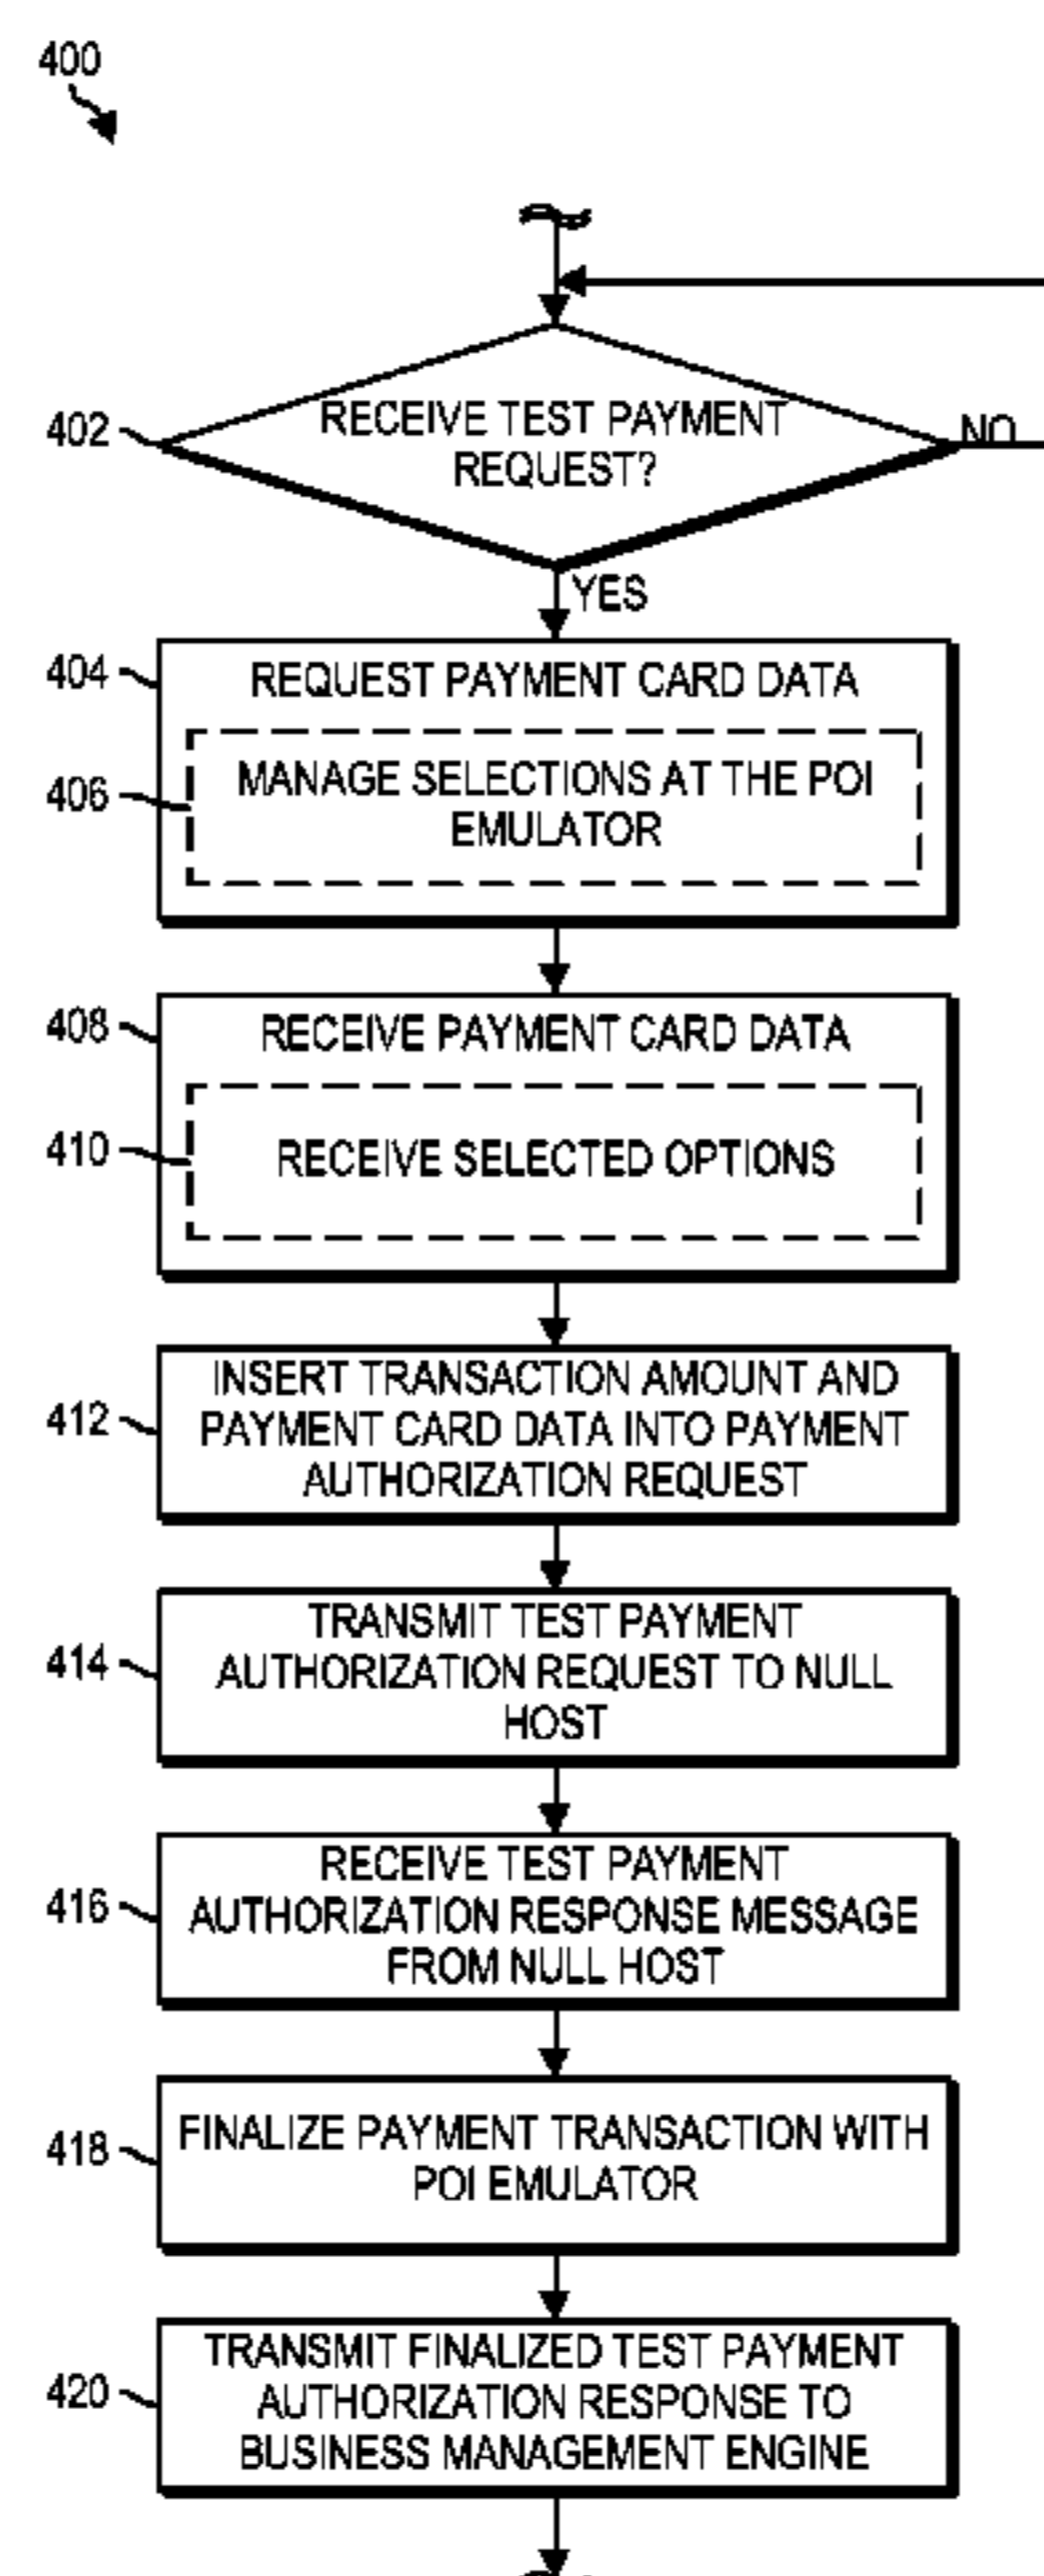 400
402
RECEIVE TEST PAYMENT
REQUEST?
NO
YES
404
REQUEST PAYMENT CARD DATA
406
MANAGE SELECTIONS AT THE POI
EMULATOR
408
RECEIVE PAYMENT CARD DATA
410
RECEIVE SELECTED OPTIONS
412
INSERT TRANSACTION AMOUNT AND
PAYMENT CARD DATA INTO PAYMENT
AUTHORIZATION REQUEST
414
TRANSMIT TEST PAYMENT
AUTHORIZATION REQUEST TO NULL
HOST
416
RECEIVE TEST PAYMENT
AUTHORIZATION RESPONSE MESSAGE
FROM NULL HOST
418
FINALIZE PAYMENT TRANSACTION WITH
POI EMULATOR
420
TRANSMIT FINALIZED TEST PAYMENT
AUTHORIZATION RESPONSE TO
BUSINESS MANAGEMENT ENGINE